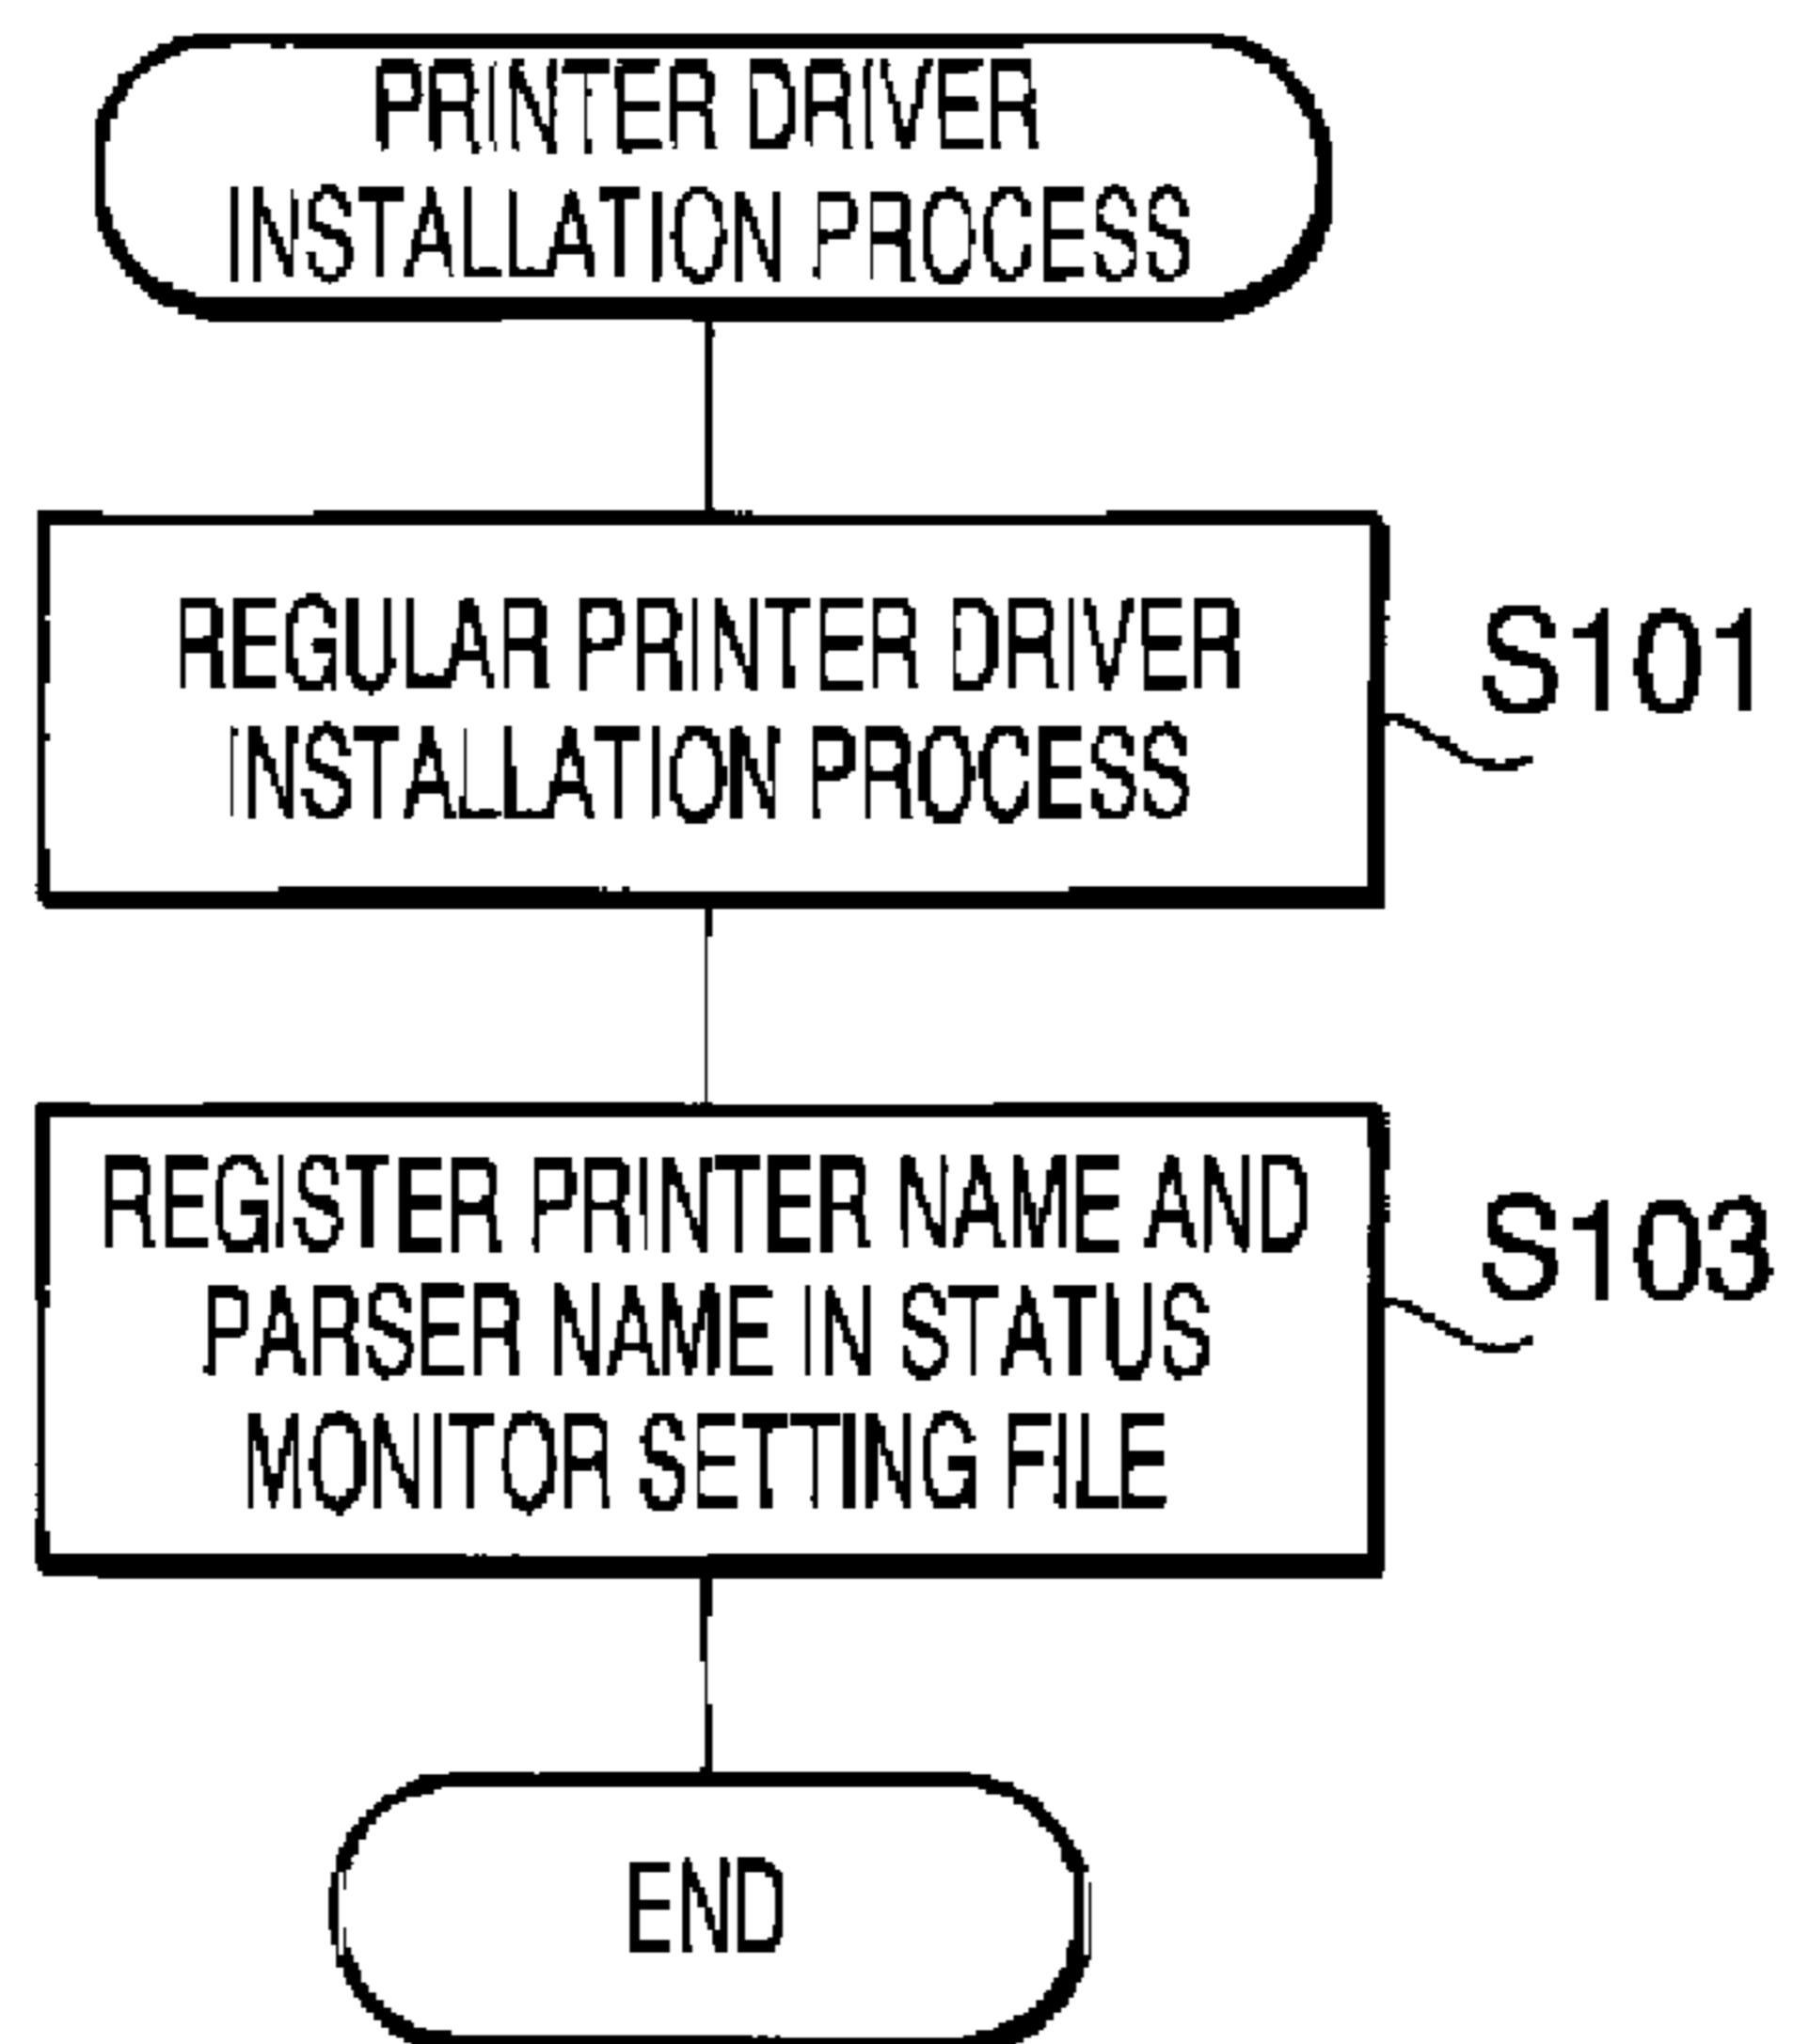 PRINTER DRIVER
INSTALLATION PROCESS
REGULAR PRINTER DRIVER
INSTALLATION PROCESS
S101
REGISTER PRINTER NAME AND
PARSER NAME IN STATUS
MONITOR SETTING FILE
S103
END